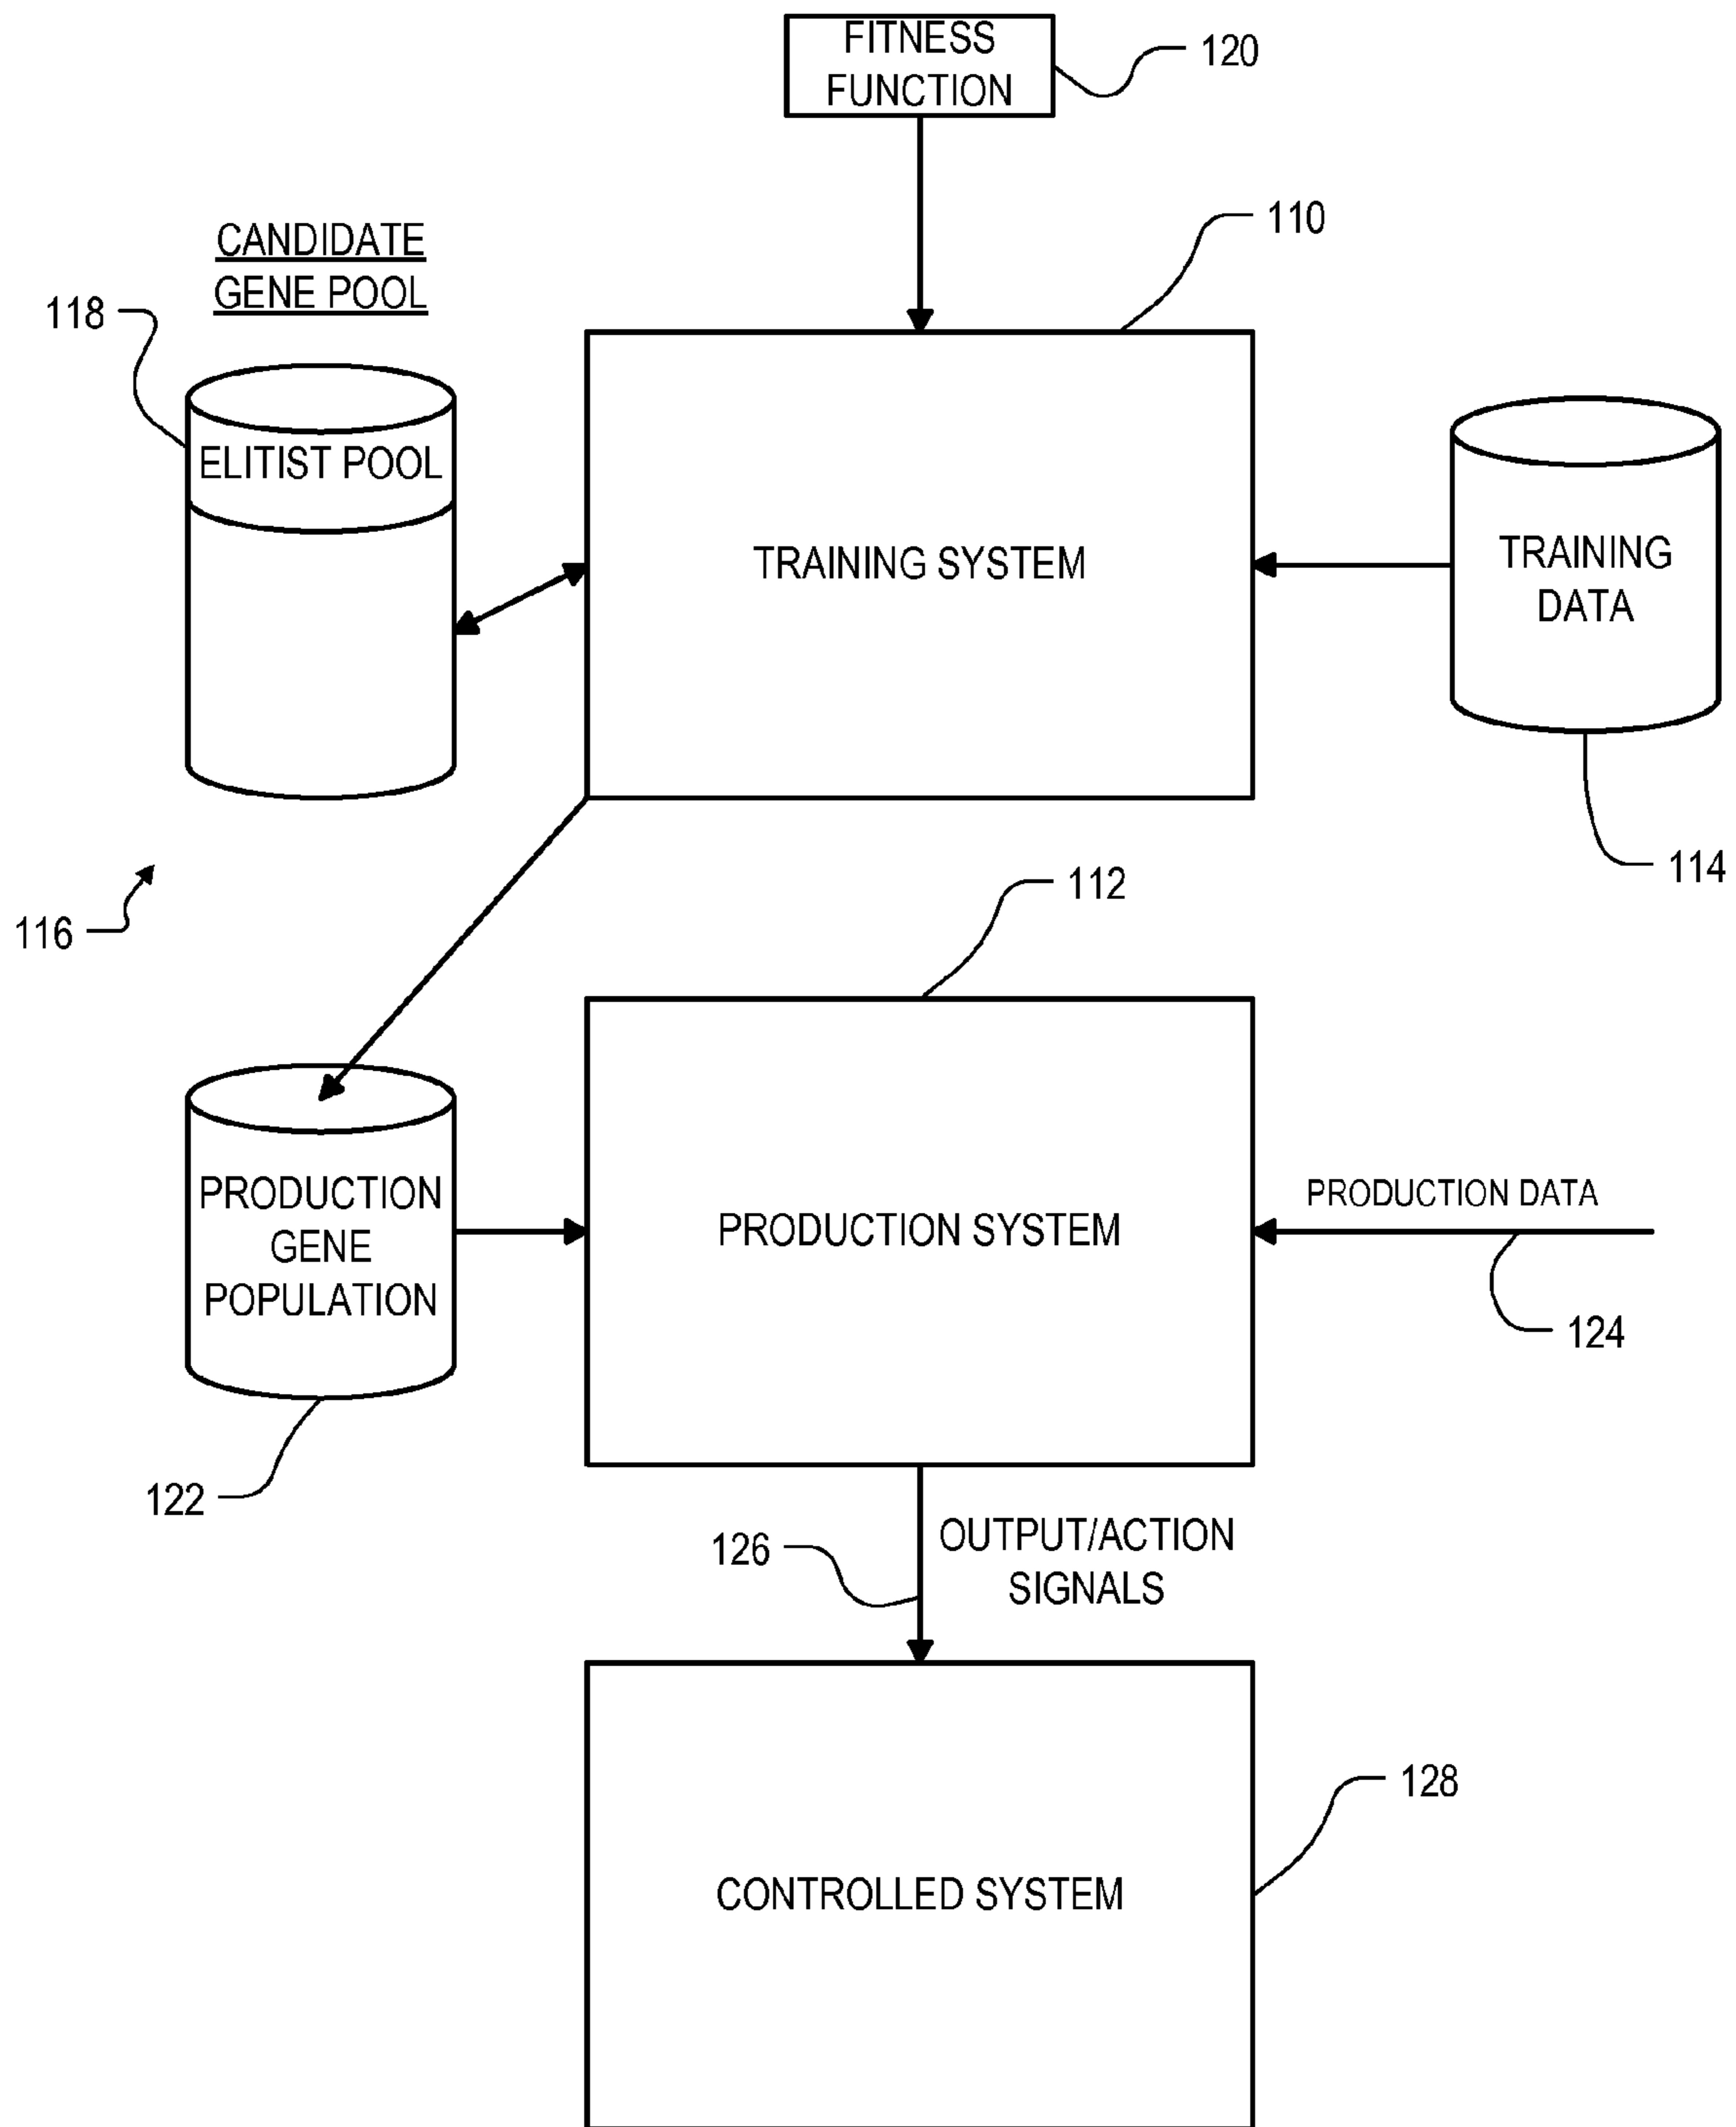 FITNESS
FUNCTION
120
110
CANDIDATE
GENE POOL
118
ELITIST POOL
TRAINING SYSTEM
TRAINING
DATA
114
116
112
PRODUCTION
GENE
POPULATION
PRODUCTION SYSTEM
PRODUCTION DATA
124
122
126
OUTPUT/ACTION
SIGNALS
128
CONTROLLED SYSTEM